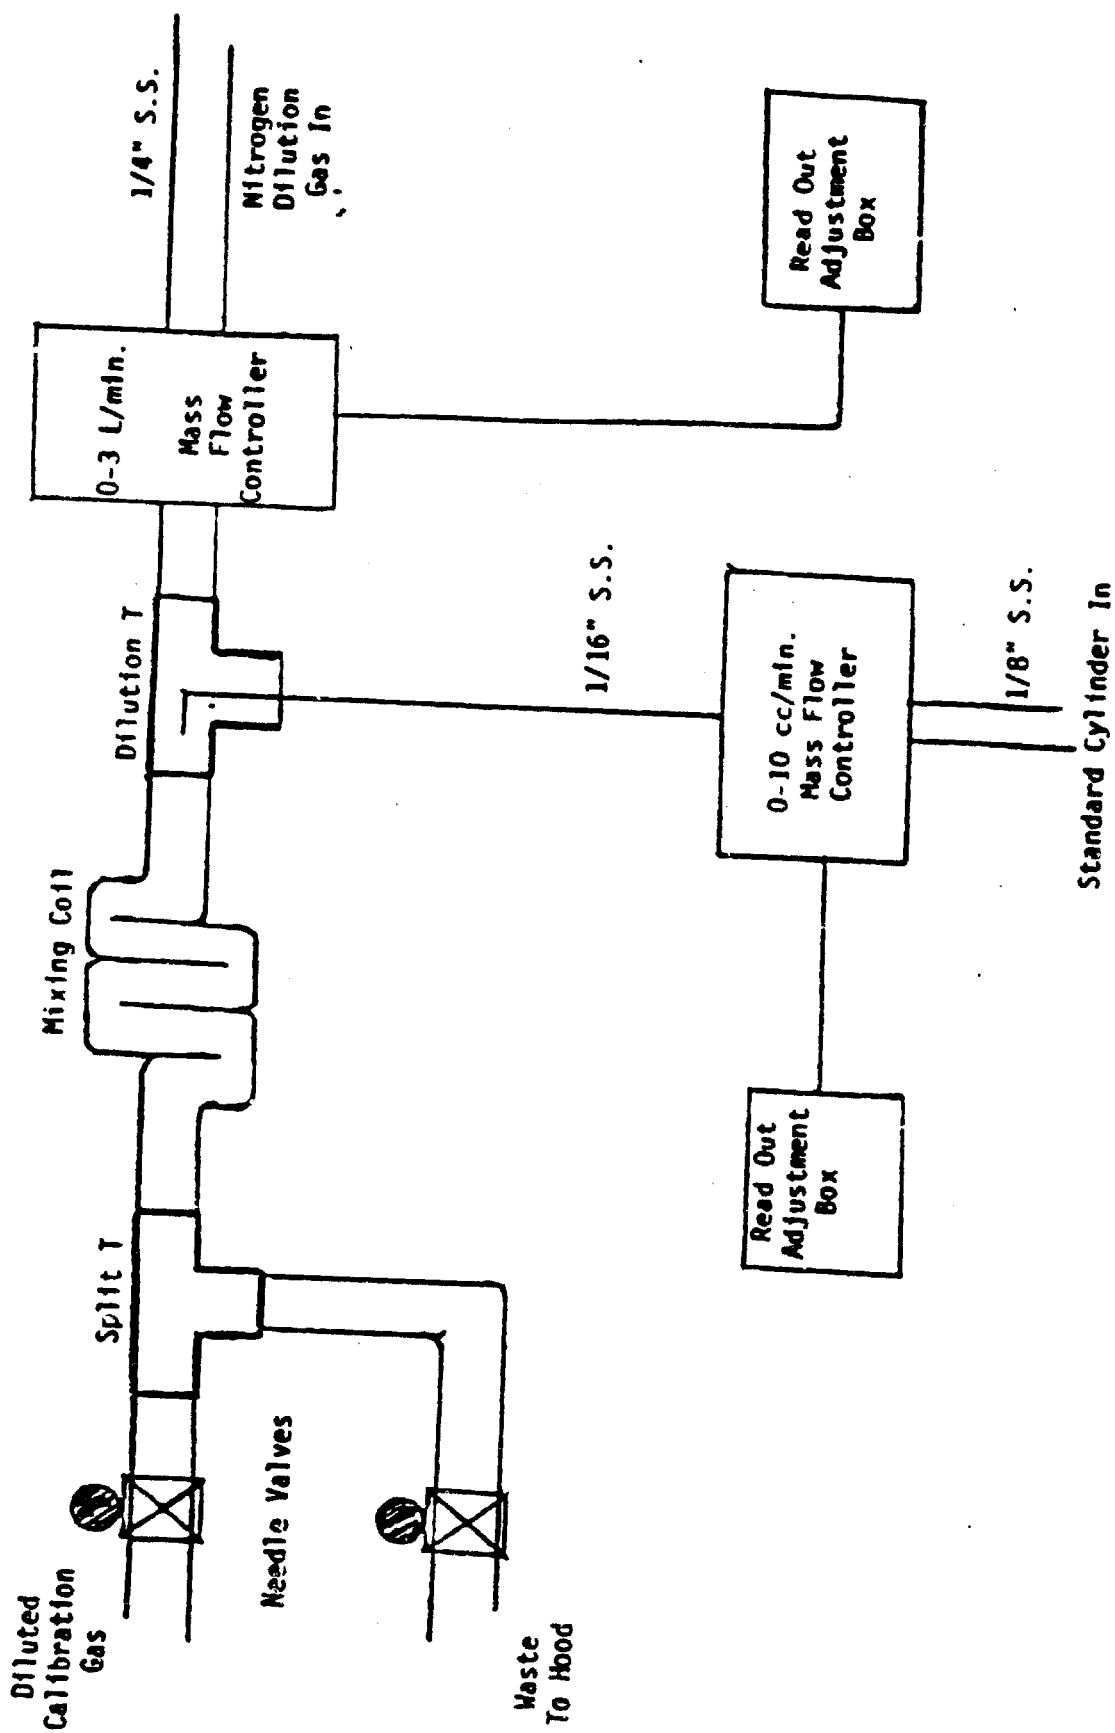 Diluted
Calibration
Gas
Split T
Mixing Coil
Dilution T
0-3 L/min.
Mass
Flow
Controller
1/4" S.S.
Nitrogen
Dilution
Gas In
Needle Valves
Waste
To Hood
1/16" S.S.
Read Out
Adjustment
Box
Read Out
Adjustment
Box
0-10 cc/min.
Mass Flow
Controller
1/8" S.S.
Standard Cylinder In